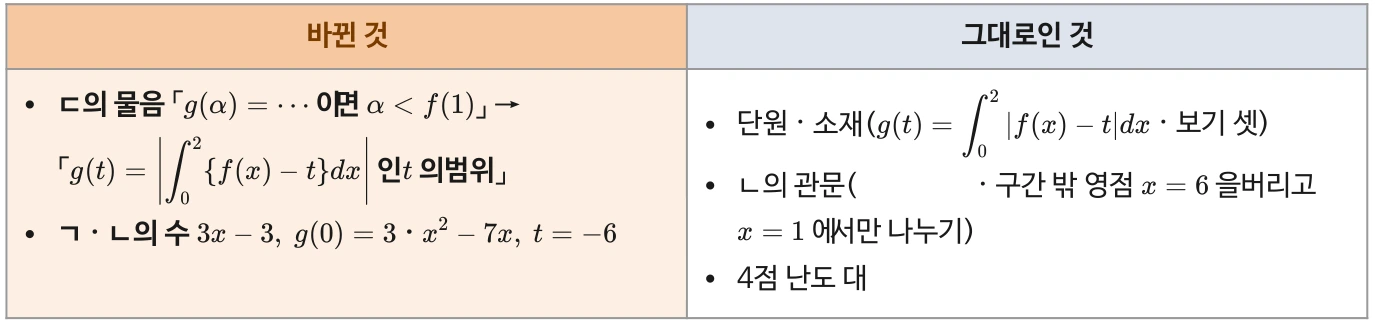 바뀐 것
그대로인 것
• ㄷ의 물음 「g(α) = ⋯ 이면 α < f(1)」→
「g(t) = |∫₀² {f(x) − t}dx| 인t 의범위」
• ㄱ · ㄴ의 수 3x − 3, g(0) = 3 · x² − 7x, t = −6
• 단원 · 소재(g(t) = ∫₀² |f(x) − t|dx · 보기 셋)
• ㄴ의 관문( · 구간 밖 영점 x = 6 을버리고
x = 1 에서만 나누기)
• 4점 난도 대